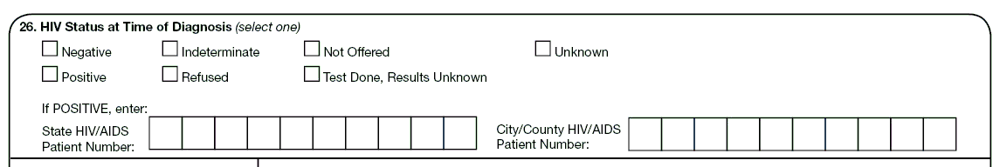 26. HIV Status at Time of Diagnosis (select one)
Negative Indeterminate Not Offered Unknown
Positive Refused Test Done, Results Unknown
If POSITIVE, enter:
State HIV/AIDS City/County HIV/AIDS
Patient Number: Patient Number: